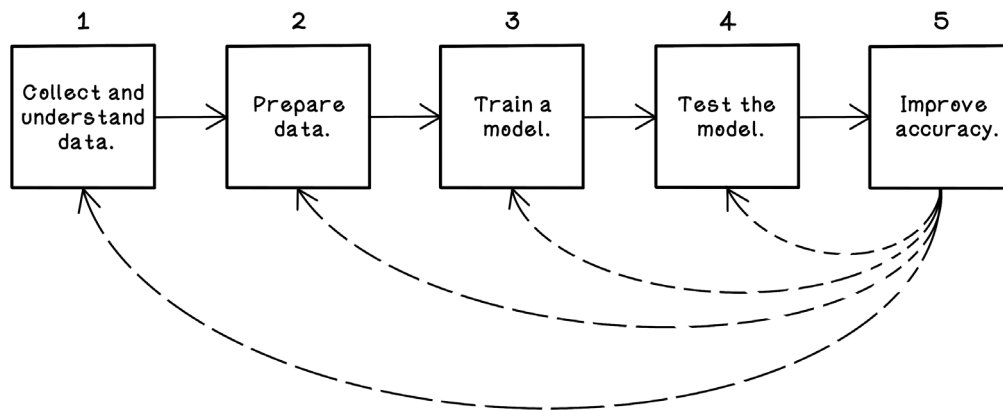 1
2
3
4
5
Collect and
understand
data.
Prepare
data.
Train a
model.
Test the
model.
Improve
accuracy.